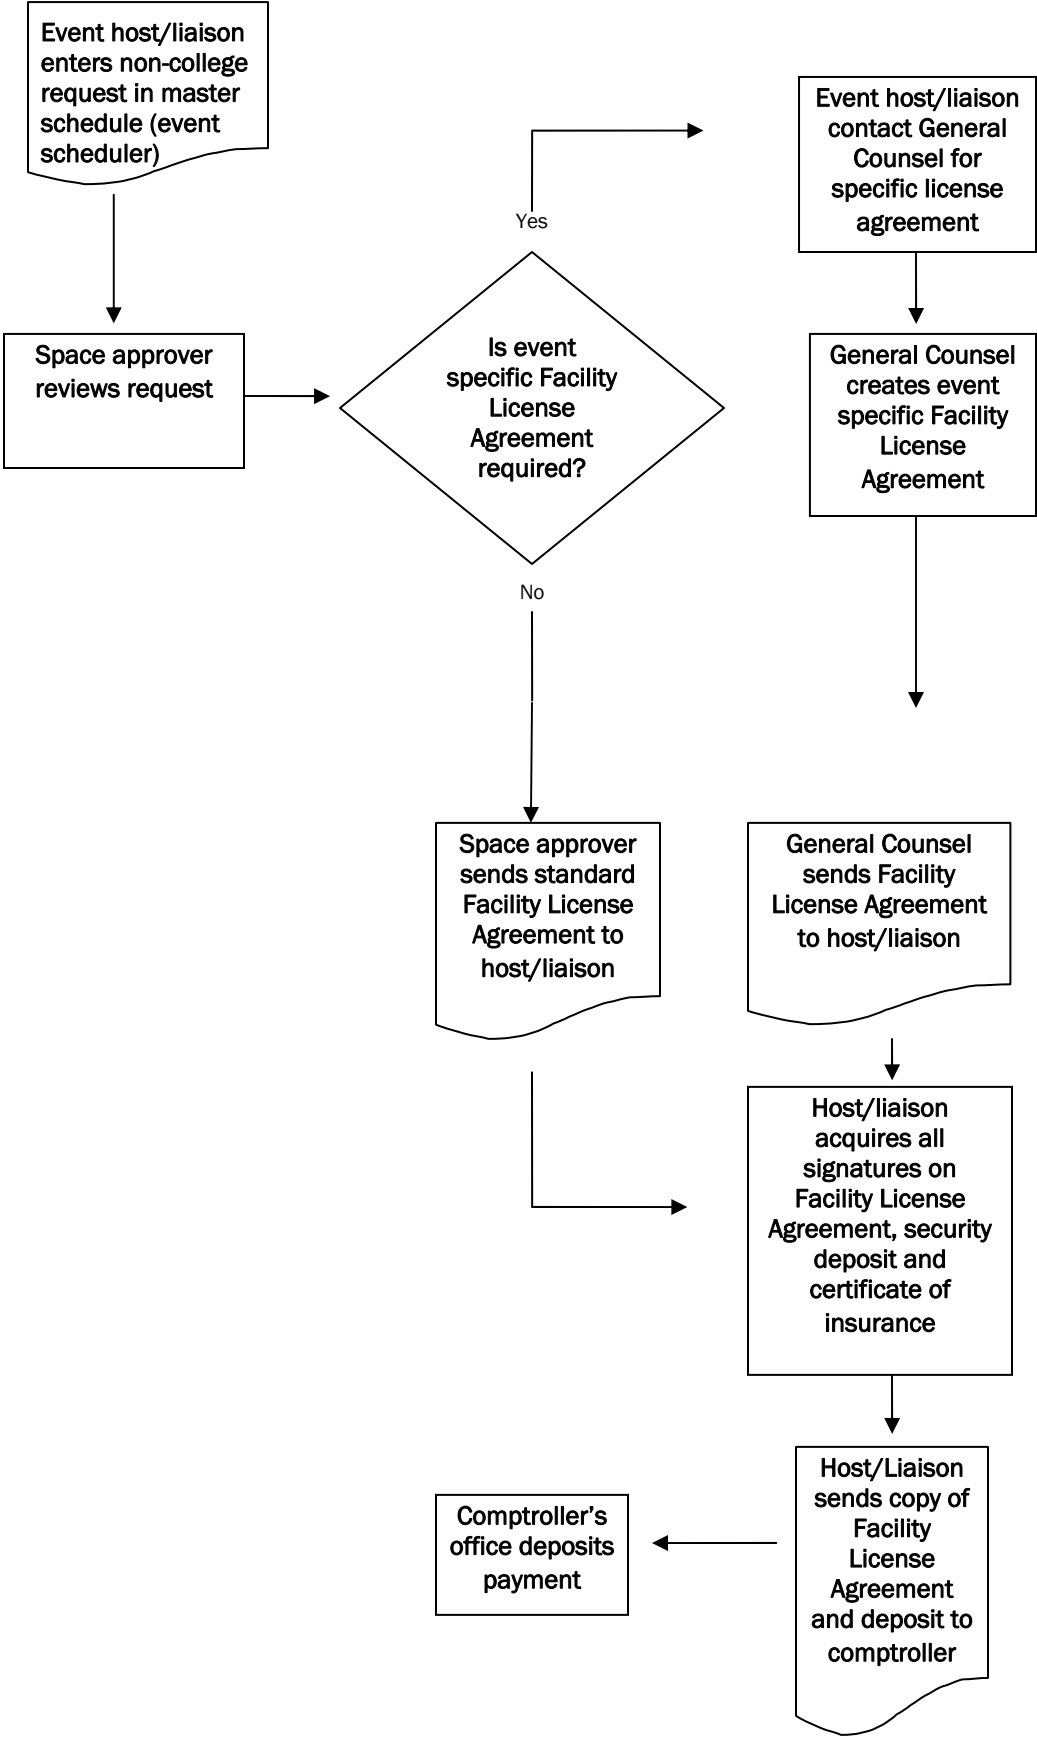 Event host/liaison
enters non-college
request in master
schedule (event
scheduler)
Space approver
reviews request
Yes
Is event
specific Facility
License
Agreement
required?
No
Event host/liaison
contact General
Counsel for
specific license
agreement
General Counsel
creates event
specific Facility
License
Agreement
Space approver
sends standard
Facility License
Agreement to
host/liaison
General Counsel
sends Facility
License Agreement
to host/liaison
Host/liaison
acquires all
signatures on
Facility License
Agreement, security
deposit and
certificate of
insurance
Host/Liaison
sends copy of
Facility
License
Agreement
and deposit to
comptroller
Comptroller’s
office deposits
payment